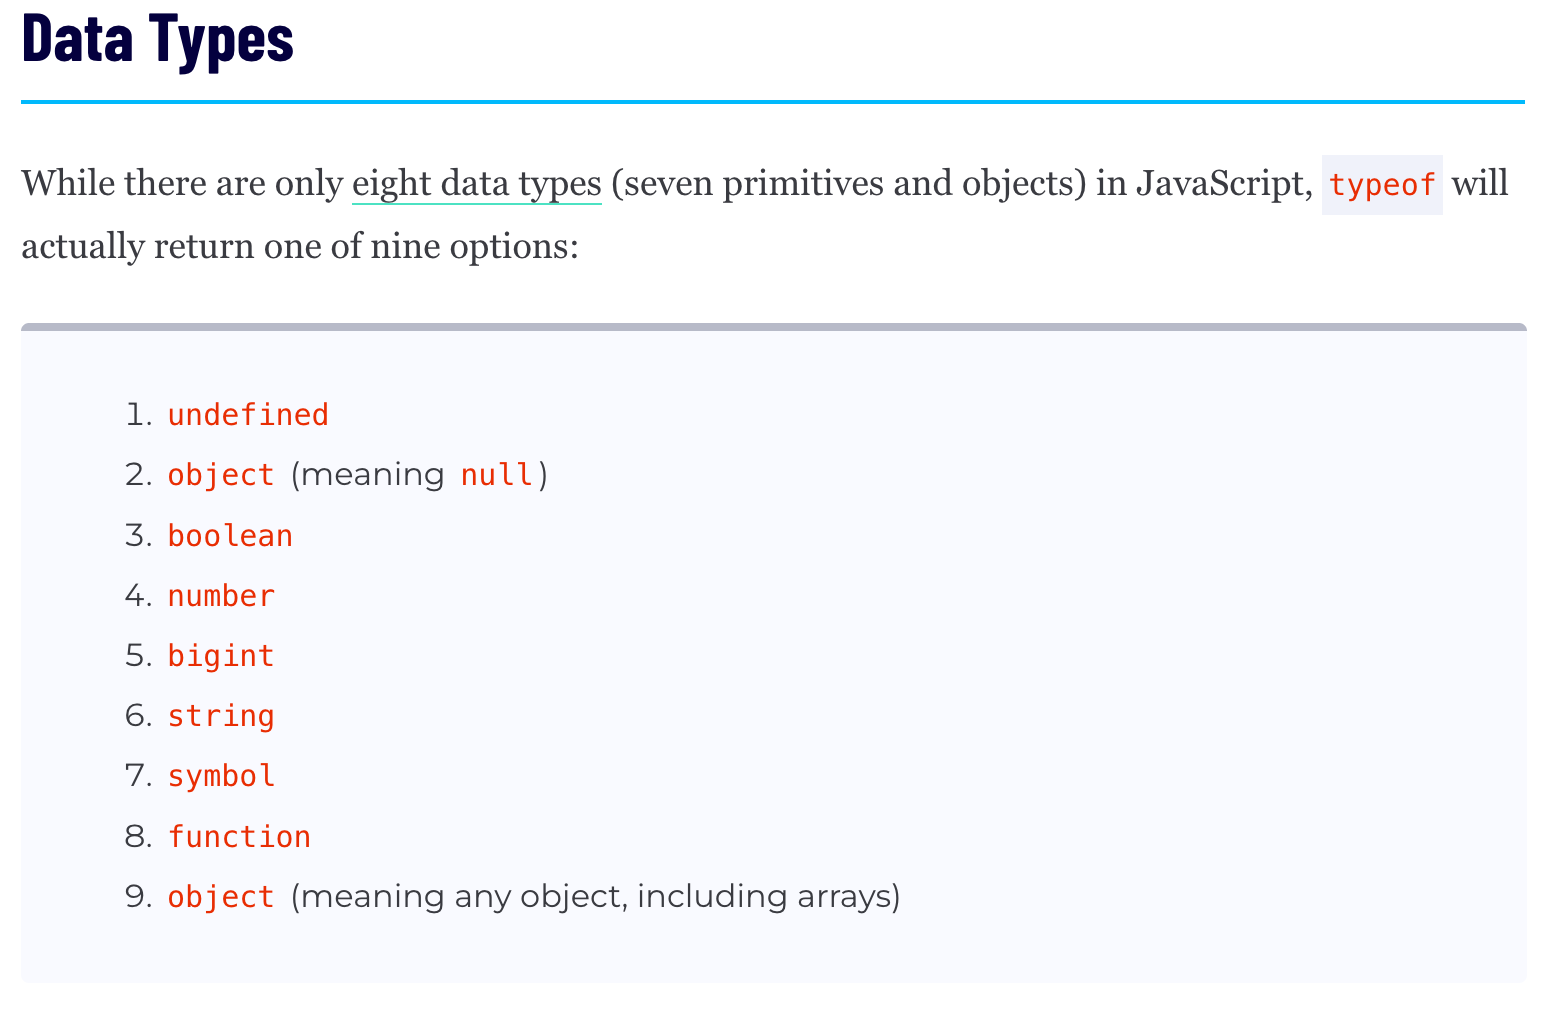 Data Types
While there are only eight data types (seven primitives and objects) in JavaScript, typeof will
actually return one of nine options:
1. undefined
2. object (meaning null)
3. boolean
4. number
5. bigint
6. string
7. symbol
8. function
9. object (meaning any object, including arrays)